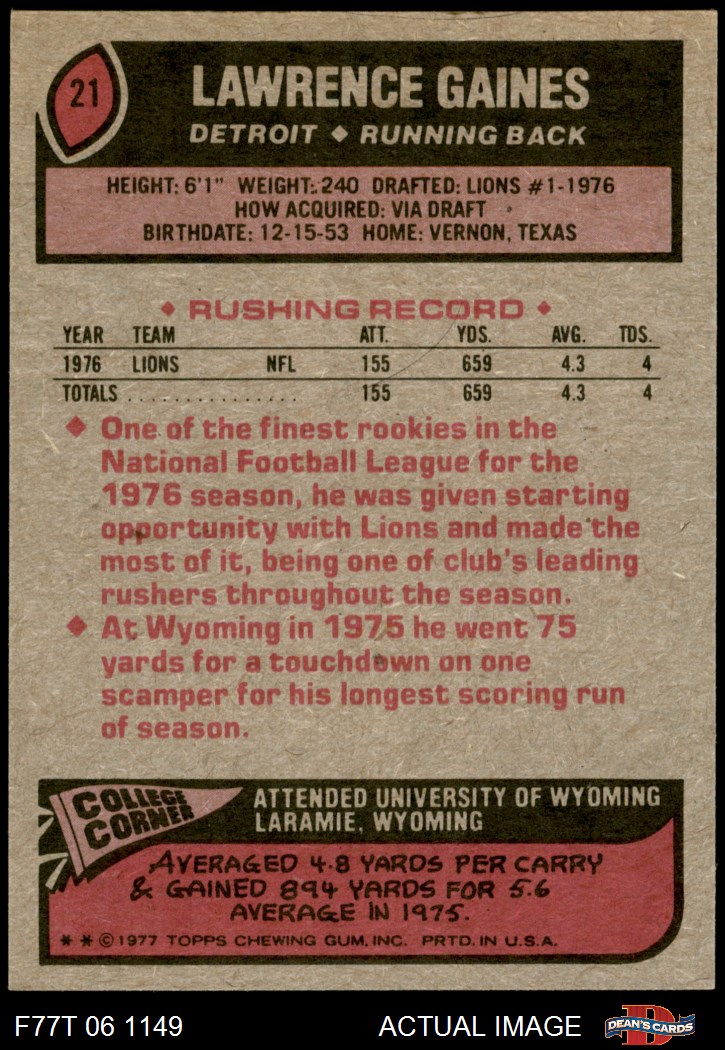 21
LAWRENCE GAINES
DETROIT ◆ RUNNING BACK
HEIGHT: 6'1" WEIGHT: 240 DRAFTED: LIONS #1-1976
HOW ACQUIRED: VIA DRAFT
BIRTHDATE: 12-15-53 HOME: VERNON, TEXAS
◆ RUSHING RECORD ◆
YEAR TEAM ATT. YDS. AVG. TDS.
1976 LIONS NFL 155 659 4.3 4
TOTALS . . . . . . . . . . . . . . . 155 659 4.3 4
◆ One of the finest rookies in the
National Football League for the
1976 season, he was given starting
opportunity with Lions and made the
most of it, being one of club's leading
rushers throughout the season.
◆ At Wyoming in 1975 he went 75
yards for a touchdown on one
scamper for his longest scoring run
of season.
COLLEGE
CORNER
ATTENDED UNIVERSITY OF WYOMING
LARAMIE, WYOMING
AVERAGED 4.8 YARDS PER CARRY
& GAINED 894 YARDS FOR 5.6
AVERAGE IN 1975.
* * © 1977 TOPPS CHEWING GUM, INC. PRTD. IN U.S.A.
F77T 06 1149 ACTUAL IMAGE
D
DEAN'S CARDS